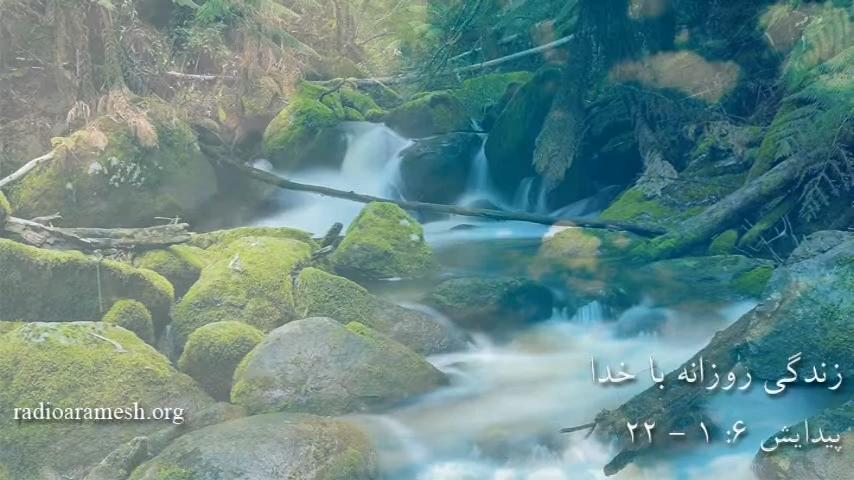 زندگی روزانه با خدا
پیدایش ۶: ۱ – ۲۲
radioaramesh.org